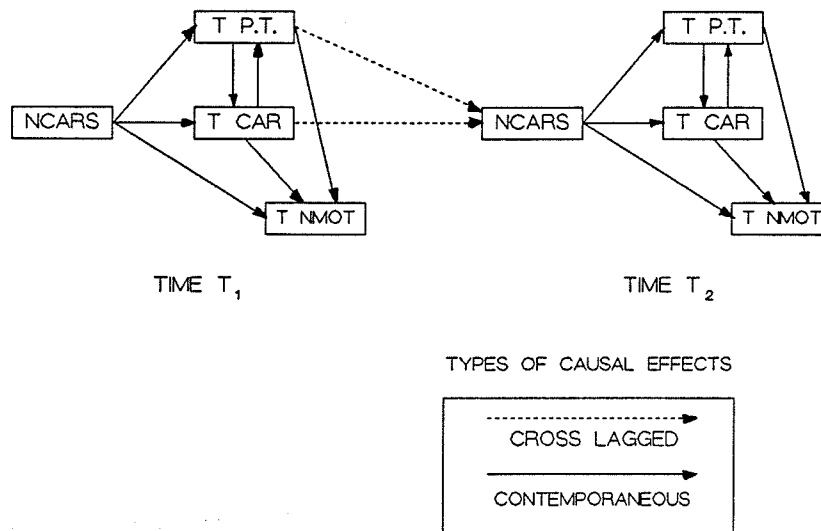 T P.T.
T P.T.
NCARS
T CAR
NCARS
T CAR
T NMOT
T NMOT
TIME T1
TIME T2
TYPES OF CAUSAL EFFECTS
CROSS LAGGED
CONTEMPORANEOUS